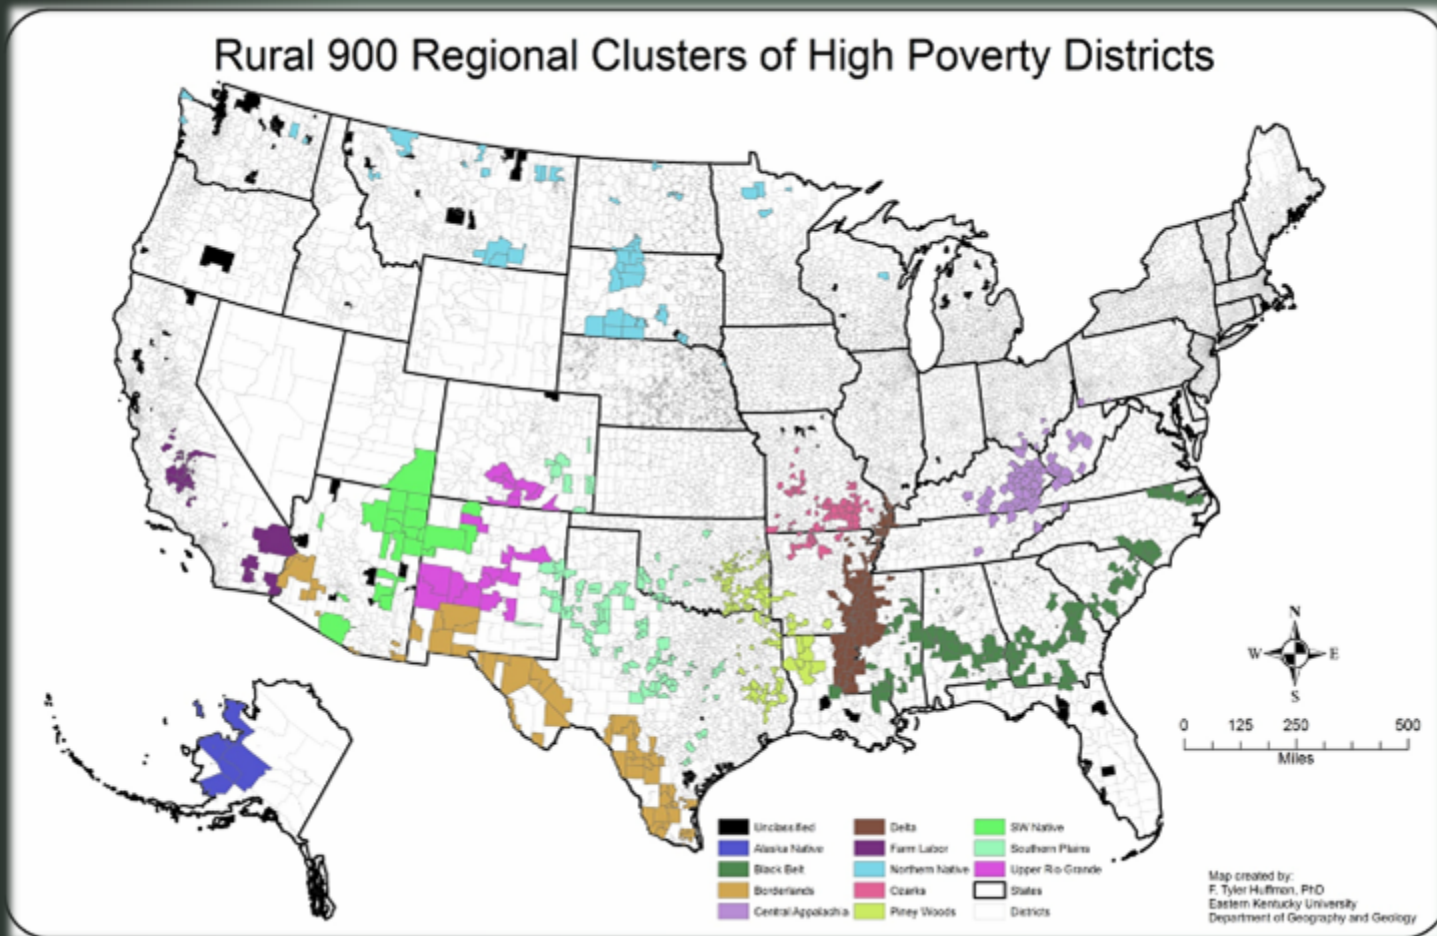 Rural 900 Regional Clusters of High Poverty Districts
N
W E
S
0 125 250 500
Miles
Unclassified
Alaska Native
Black Belt
Borderlands
Central Appalachia
Delta
Farm Labor
Northern Native
Ozarks
Piney Woods
SW Native
Southern Plains
Upper Rio Grande
States
Districts
Map created by:
F. Tyler Huffman, PhD
Eastern Kentucky University
Department of Geography and Geology